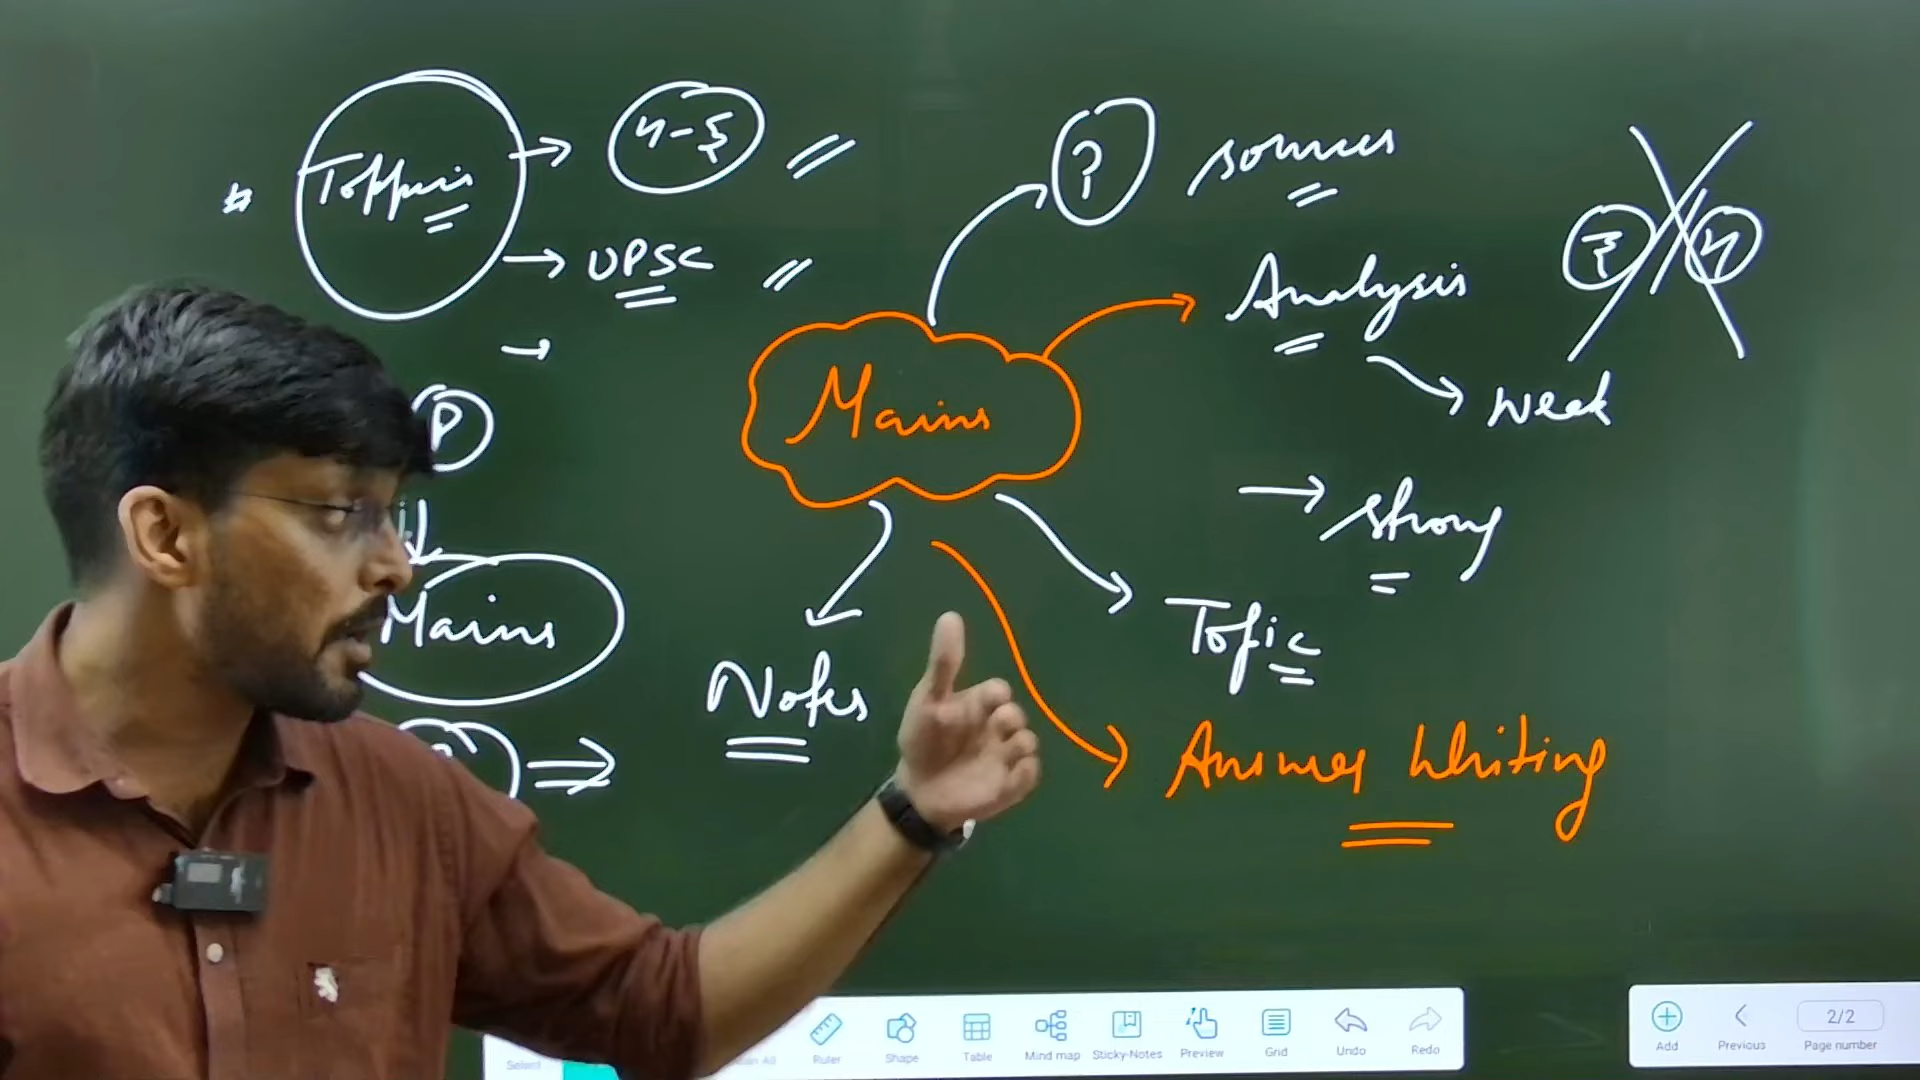 Toppers
UPSC
P
Mains
Mains
?
sources
Analysis
→ weak
→ strong
Topic
Notes
Answer Writing
Select
Ruler
Shape
Table
Mind map
Sticky-Notes
Preview
Grid
Undo
Redo
Add
Previous
2/2
Page number